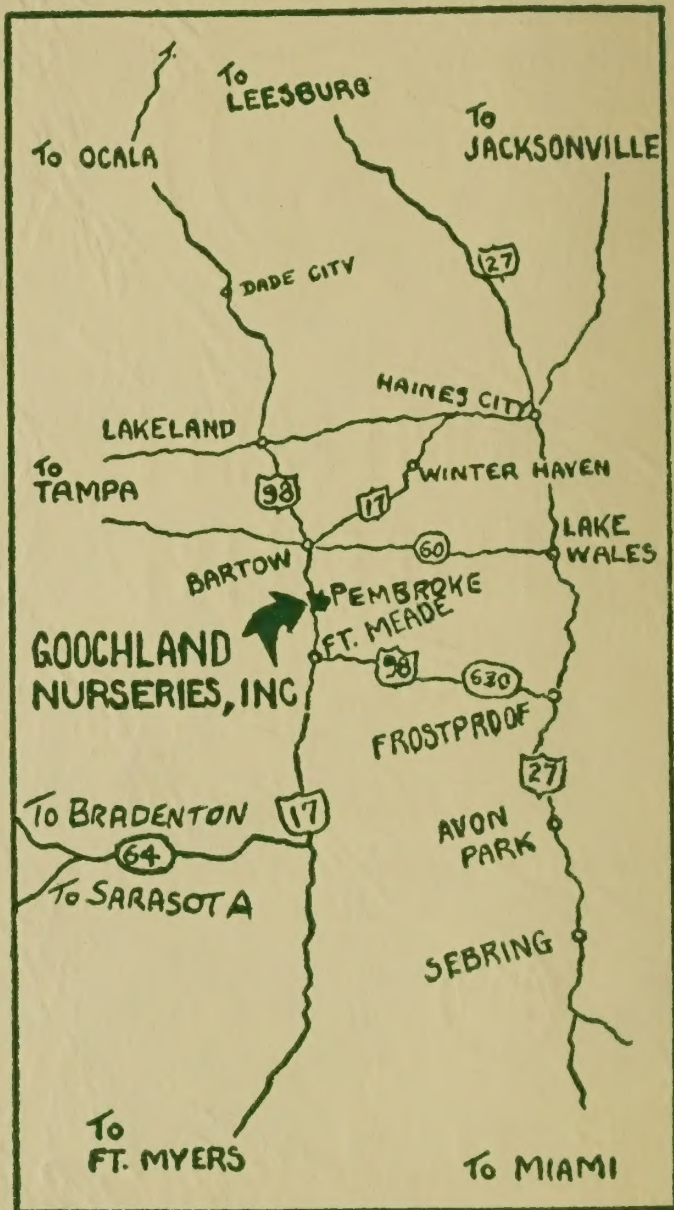 To
LEESBURG
To
JACKSONVILLE
To OCALA
27
DADE CITY
HAINES CITY
LAKELAND
To
TAMPA
98
17
WINTER HAVEN
BARTOW
60
LAKE
WALES
PEMBROKE
FT. MEADE
GOOCHLAND
NURSERIES, INC
98
630
FROSTPROOF
27
17
To BRADENTON
64
To SARASOTA
AVON
PARK
SEBRING
To
FT. MYERS
To MIAMI